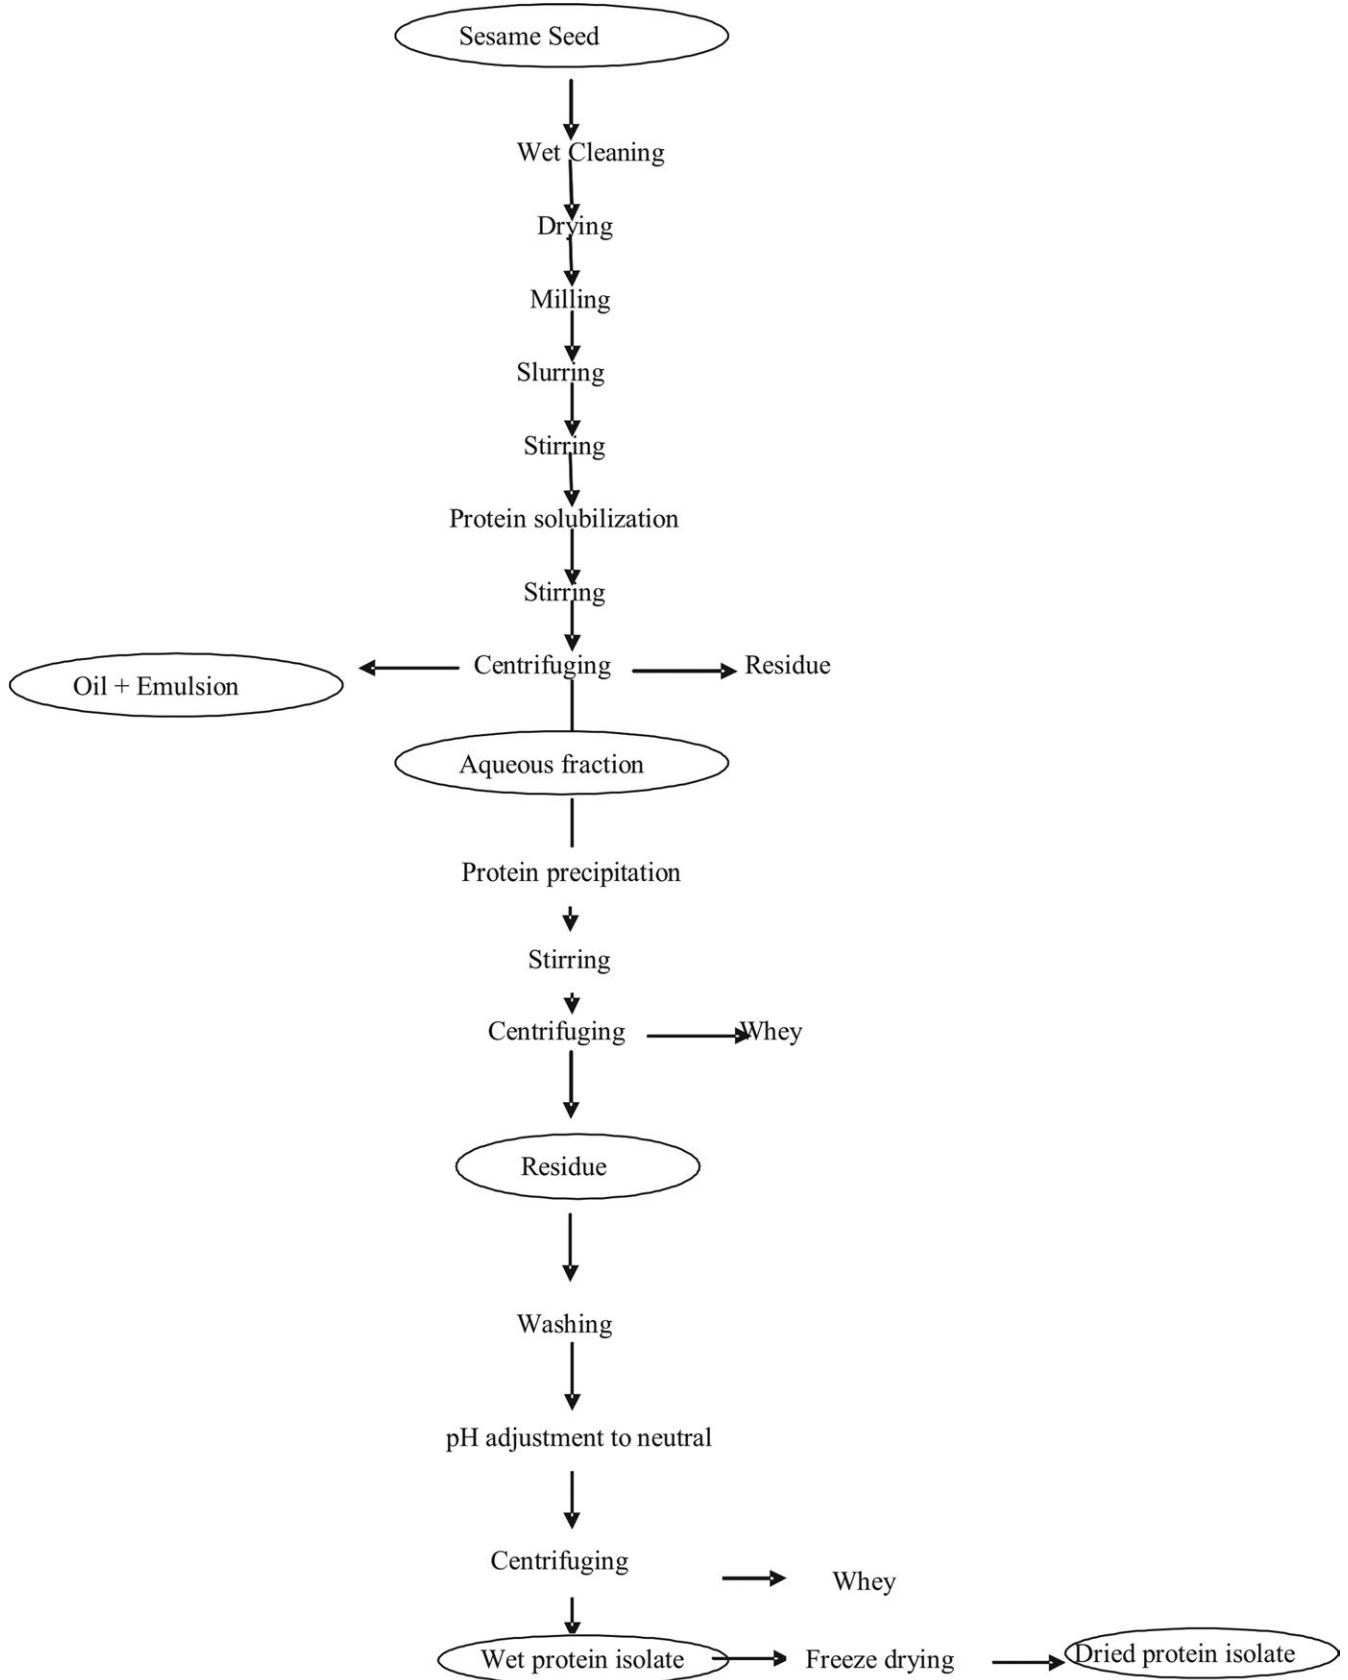 Sesame Seed
Wet Cleaning
Drying
Milling
Slurring
Stirring
Protein solubilization
Stirring
Oil + Emulsion
Centrifuging
Residue
Aqueous fraction
Protein precipitation
Stirring
Centrifuging
Whey
Residue
Washing
pH adjustment to neutral
Centrifuging
Whey
Wet protein isolate
Freeze drying
Dried protein isolate